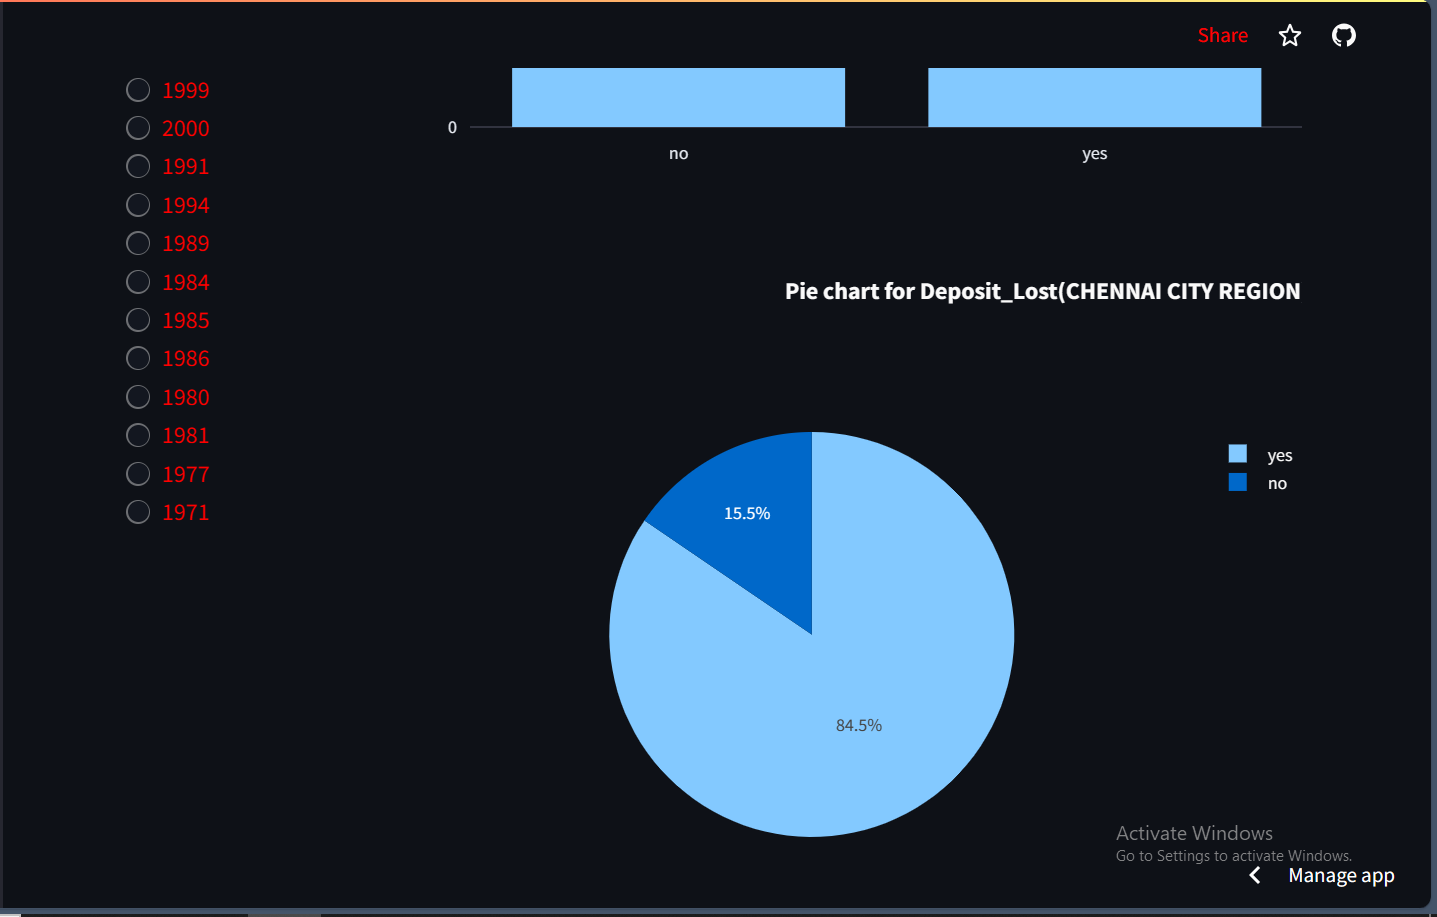 Share
1999
2000
1991
1994
1989
1984
1985
1986
1980
1981
1977
1971
0
no
yes
Pie chart for Deposit_Lost(CHENNAI CITY REGION
yes
no
15.5%
84.5%
Activate Windows
Go to Settings to activate Windows.
Manage app